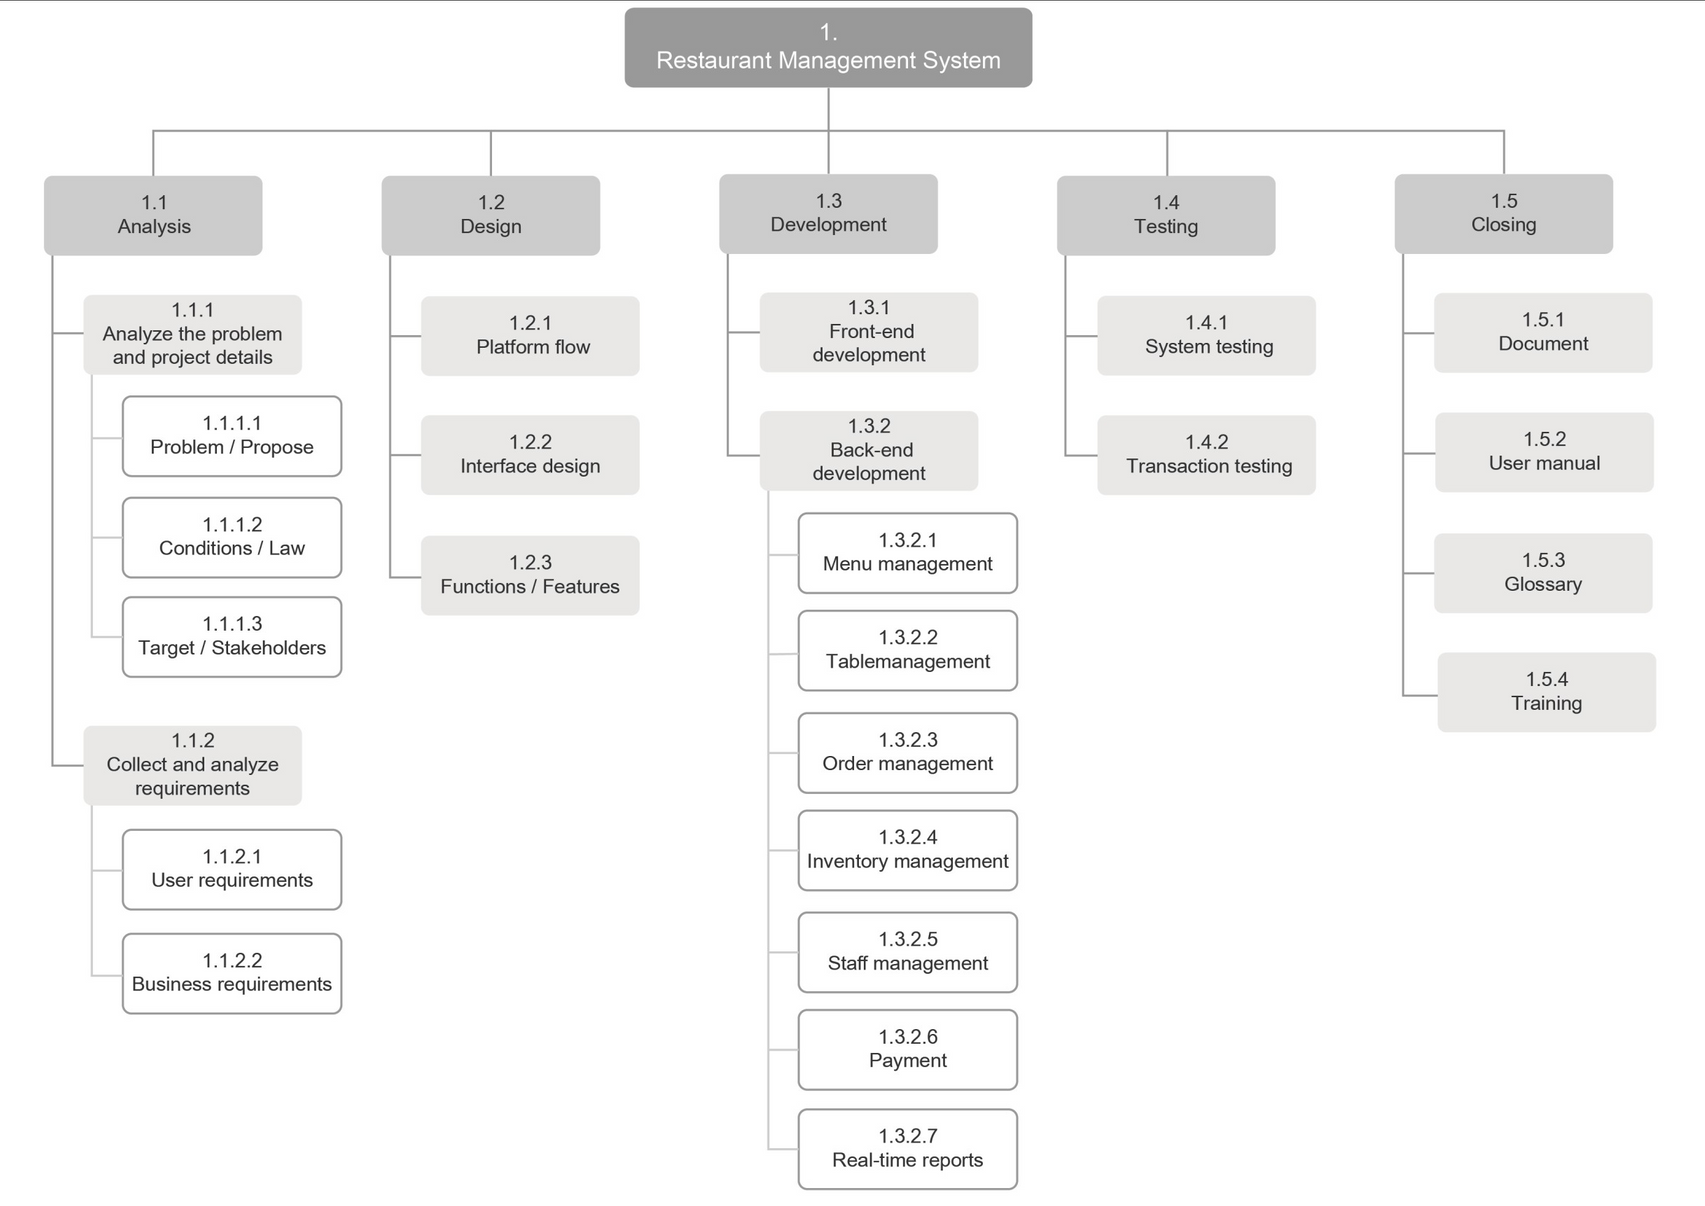 1.
Restaurant Management System
1.1
Analysis
1.2
Design
1.3
Development
1.4
Testing
1.5
Closing
1.1.1
Analyze the problem
and project details
1.1.1.1
Problem / Propose
1.1.1.2
Conditions / Law
1.1.1.3
Target / Stakeholders
1.1.2
Collect and analyze
requirements
1.1.2.1
User requirements
1.1.2.2
Business requirements
1.2.1
Platform flow
1.2.2
Interface design
1.2.3
Functions / Features
1.3.1
Front-end
development
1.3.2
Back-end
development
1.3.2.1
Menu management
1.3.2.2
Tablemanagement
1.3.2.3
Order management
1.3.2.4
Inventory management
1.3.2.5
Staff management
1.3.2.6
Payment
1.3.2.7
Real-time reports
1.4.1
System testing
1.4.2
Transaction testing
1.5.1
Document
1.5.2
User manual
1.5.3
Glossary
1.5.4
Training